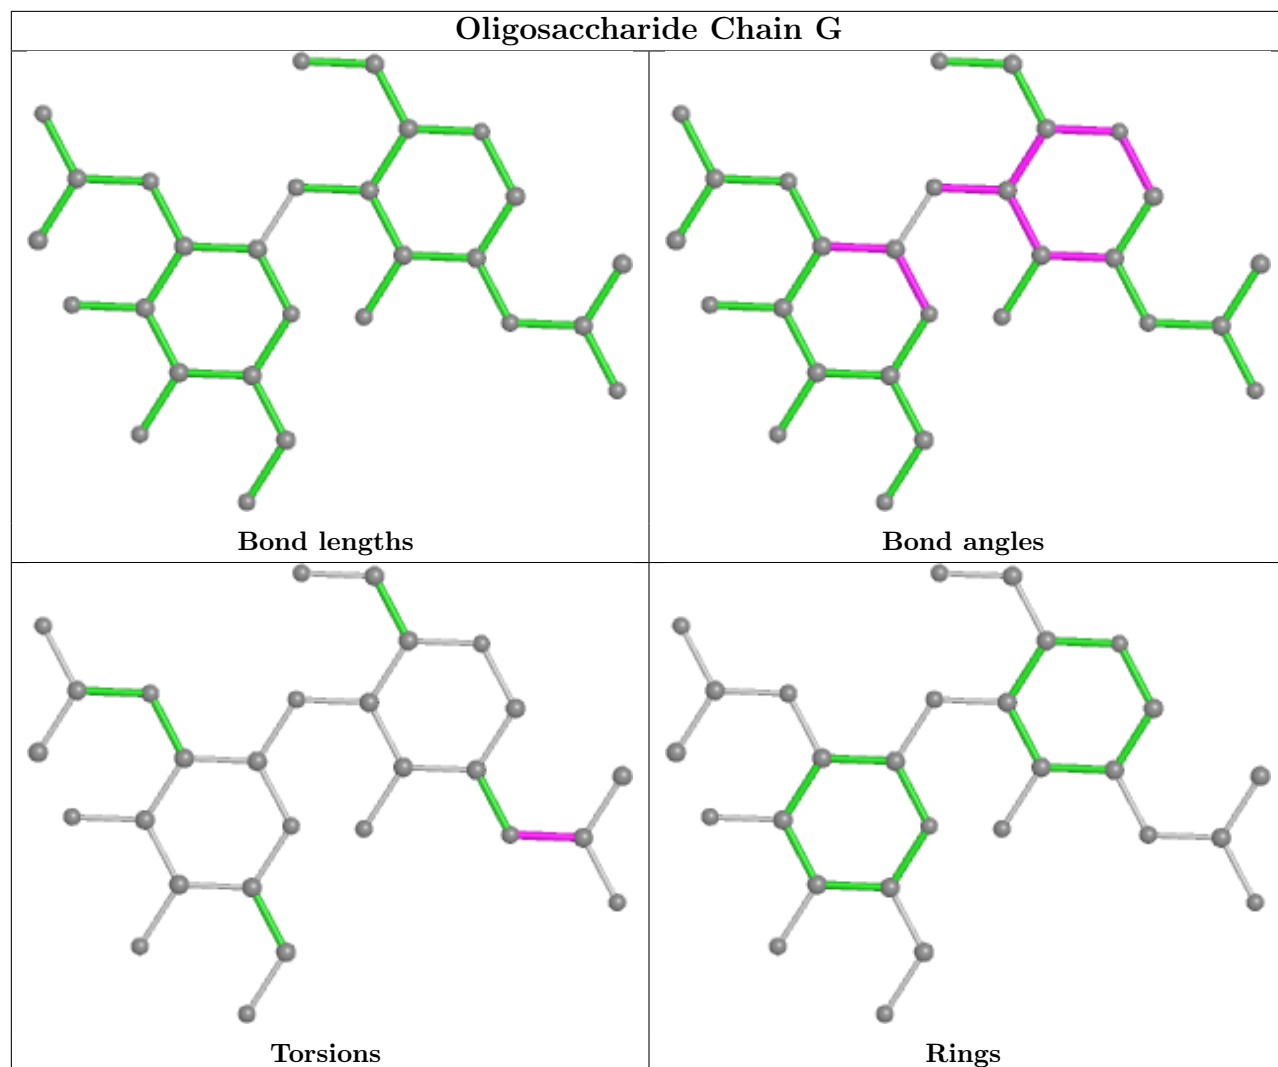 Oligosaccharide Chain G
Bond lengths
Bond angles
Torsions
Rings